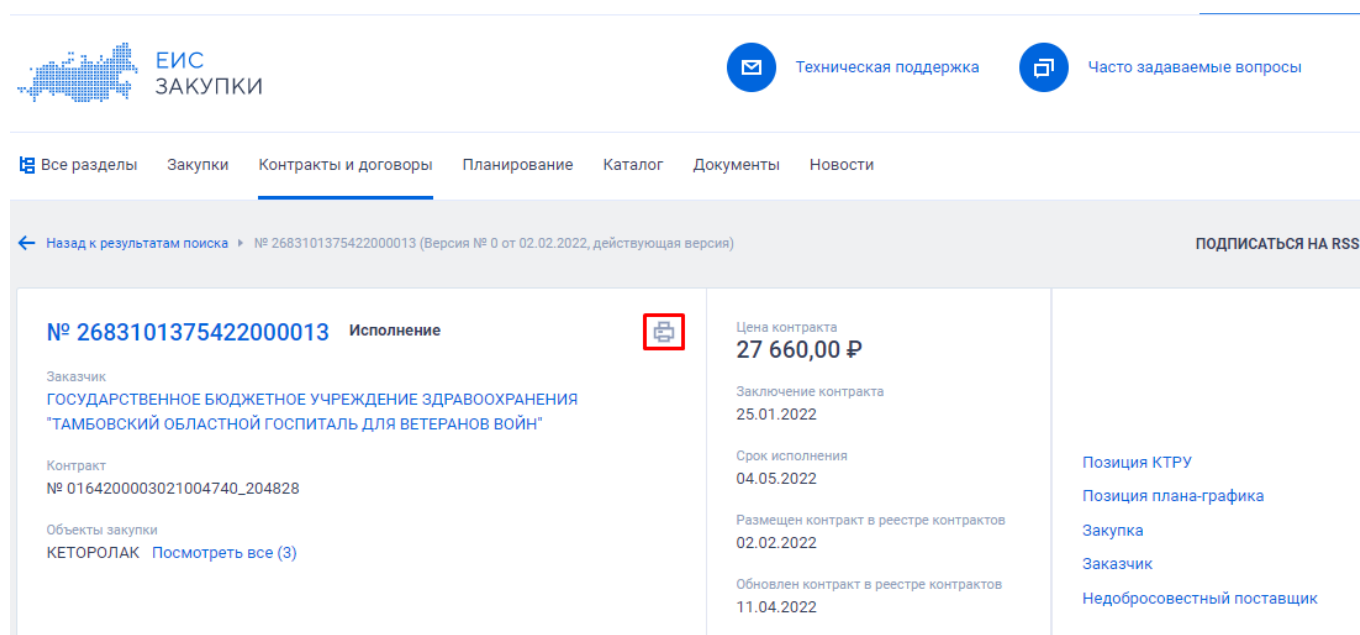 ЕИС
ЗАКУПКИ
Техническая поддержка
Часто задаваемые вопросы
Все разделы Закупки Контракты и договоры Планирование Каталог Документы Новости
Назад к результатам поиска № 2683101375422000013 (Версия № 0 от 02.02.2022, действующая версия)
ПОДПИСАТЬСЯ НА RSS
№ 2683101375422000013 Исполнение
Заказчик
ГОСУДАРСТВЕННОЕ БЮДЖЕТНОЕ УЧРЕЖДЕНИЕ ЗДРАВООХРАНЕНИЯ
"ТАМБОВСКИЙ ОБЛАСТНОЙ ГОСПИТАЛЬ ДЛЯ ВЕТЕРАНОВ ВОЙН"
Контракт
№ 0164200003021004740_204828
Объекты закупки
КЕТОРОЛАК Посмотреть все (3)
Цена контракта
27 660,00 ₽
Заключение контракта
25.01.2022
Срок исполнения
04.05.2022
Размещен контракт в реестре контрактов
02.02.2022
Обновлен контракт в реестре контрактов
11.04.2022
Позиция КТРУ
Позиция плана-графика
Закупка
Заказчик
Недобросовестный поставщик